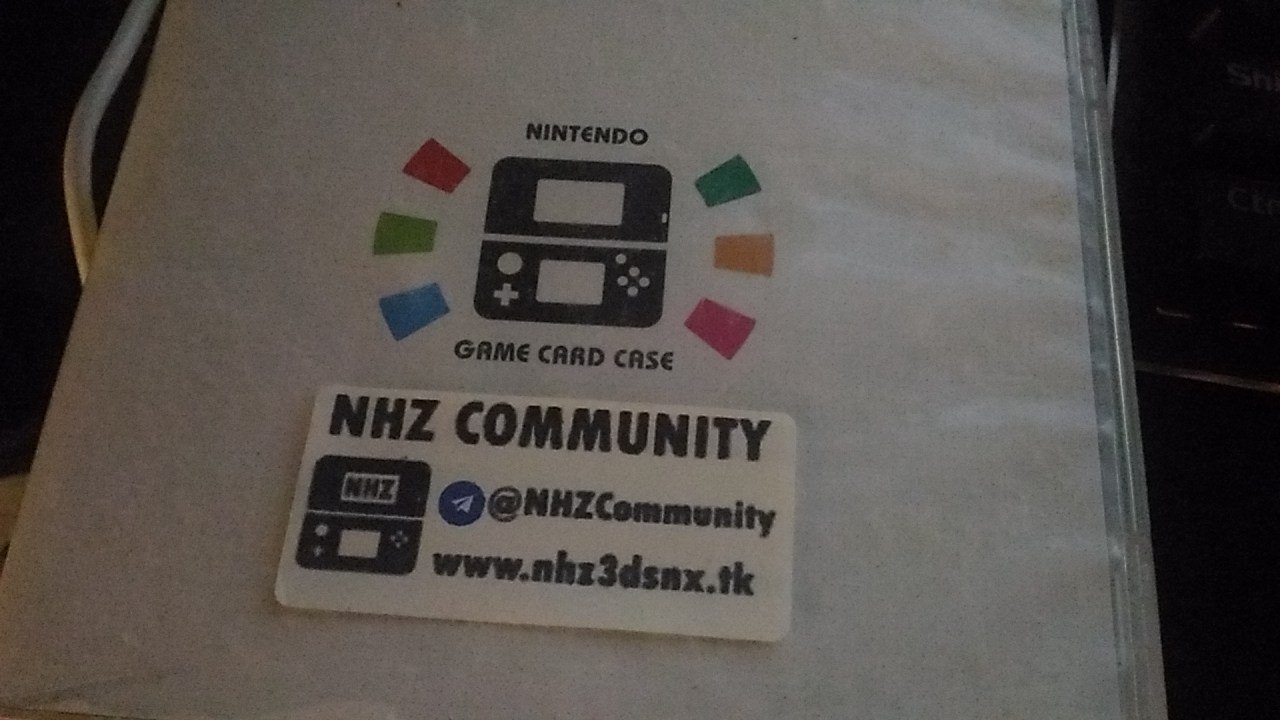 NINTENDO
GAME CARD CASE
NHZ COMMUNITY
NHZ
@NHZCommunity
www.nhz3dsnx.tk